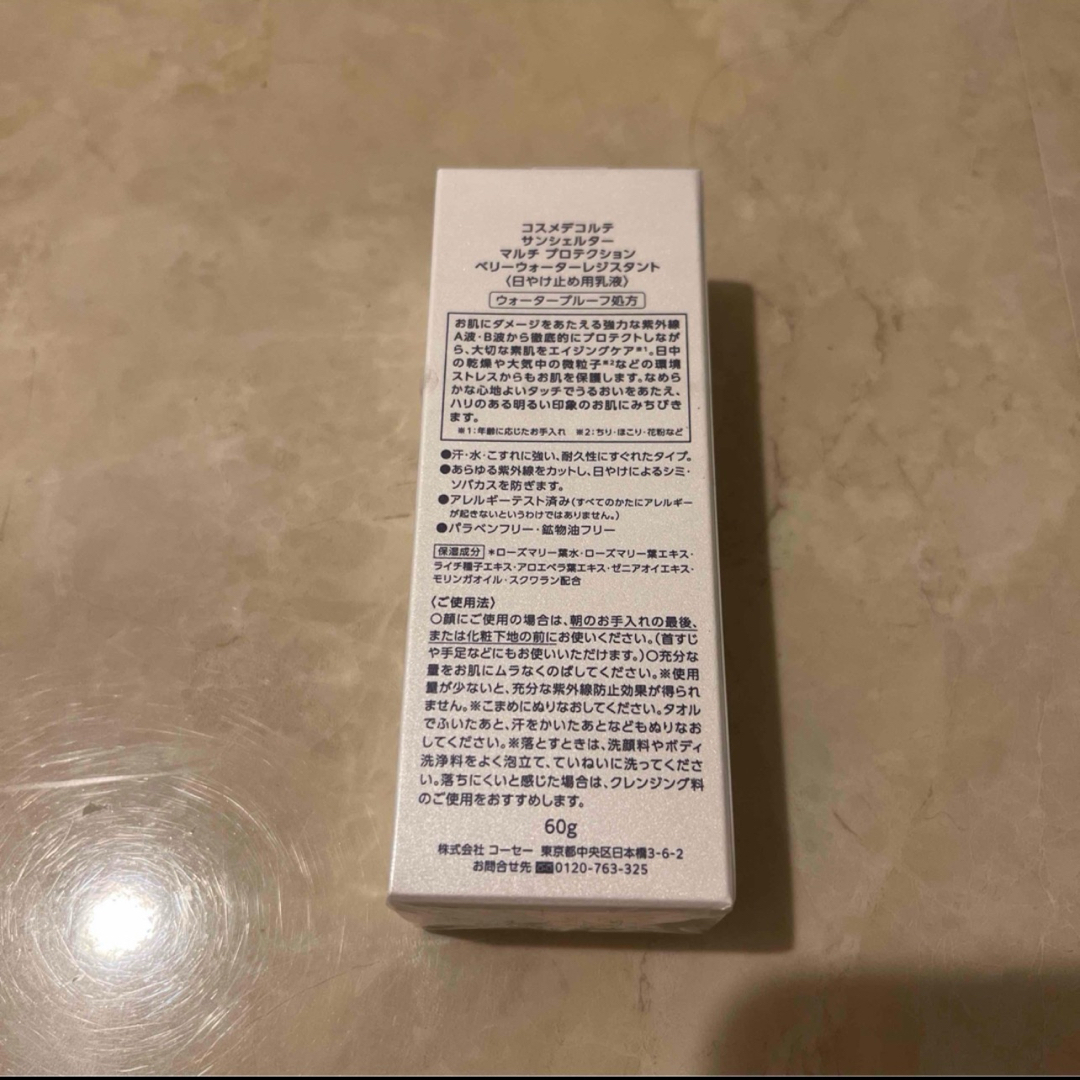 コスメデコルテ
サンシェルター
マルチ プロテクション
ベリーウォーターレジスタント
〈日やけ止め用乳液〉
ウォータープルーフ処方
お肌にダメージをあたえる強力な紫外線
A波・B波から徹底的にプロテクトしなが
ら、大切な素肌をエイジングケア※1。日中
の乾燥や大気中の微粒子※2などの環境
ストレスからもお肌を保護します。なめら
かな心地よいタッチでうるおいをあたえ、
ハリのある明るい印象のお肌にみちびき
ます。
※1:年齢に応じたお手入れ ※2:ちり・ほこり・花粉など
●汗・水・こすれに強い、耐久性にすぐれたタイプ。
●あらゆる紫外線をカットし、日やけによるシミ・
ソバカスを防ぎます。
●アレルギーテスト済み(すべてのかたにアレルギー
が起きないというわけではありません。)
●パラベンフリー・鉱物油フリー
保湿成分 *ローズマリー葉水・ローズマリー葉エキス・
ライチ種子エキス・アロエベラ葉エキス・ゼニアオイエキス・
モリンガオイル・スクワラン配合
〈ご使用法〉
○顔にご使用の場合は、朝のお手入れの最後、
または化粧下地の前にお使いください。(首すじ
や手足などにもお使いいただけます。)○充分な
量をお肌にムラなくのばしてください。※使用
量が少ないと、充分な紫外線防止効果が得られ
ません。※こまめにぬりなおしてください。タオル
でふいたあと、汗をかいたあとなどもぬりなお
してください。※落とすときは、洗顔料やボディ
洗浄料をよく泡立て、ていねいに洗ってくださ
い。落ちにくいと感じた場合は、クレンジング料
のご使用をおすすめします。
60g
株式会社 コーセー 東京都中央区日本橋3-6-2
お問合せ先 0120-763-325